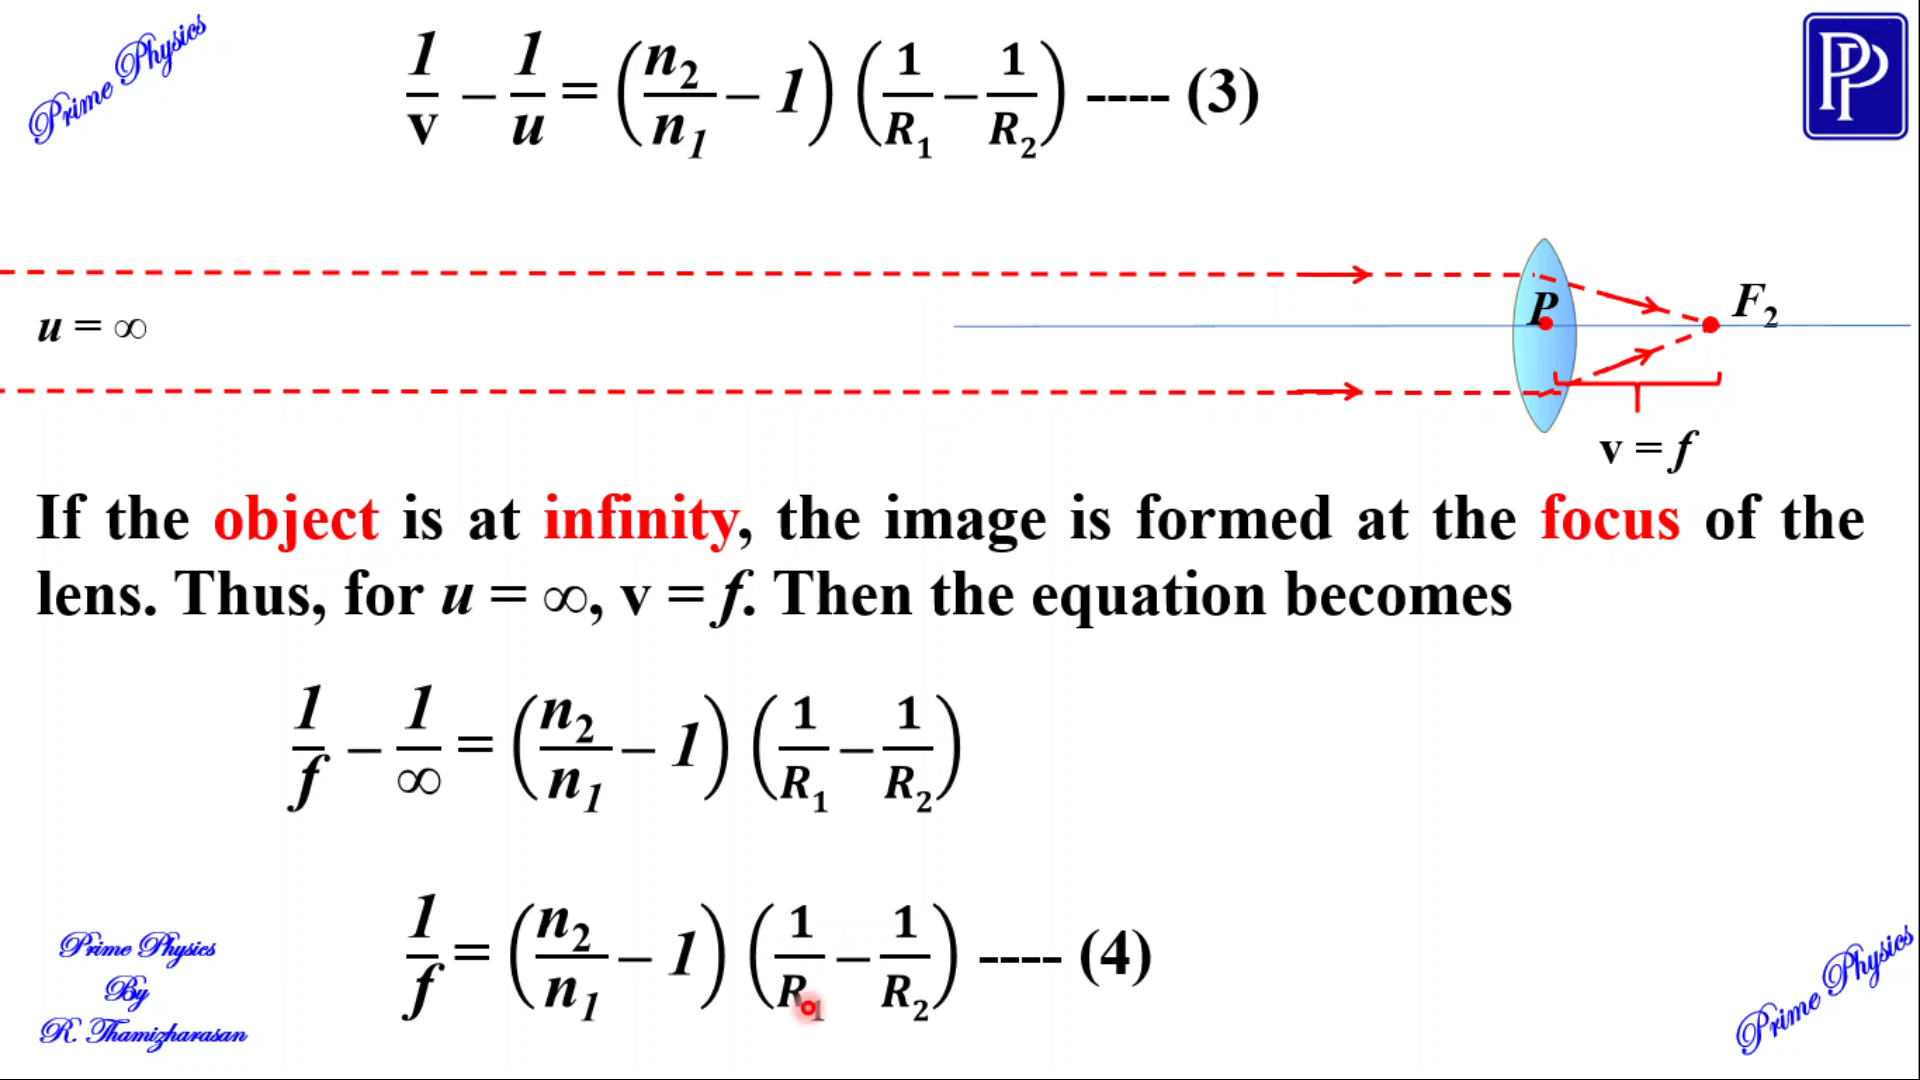 Prime Physics
PP
1/v − 1/u = (n₂/n₁ − 1) (1/R₁ − 1/R₂) ---- (3)
P
F₂
u = ∞
v = f
If the object is at infinity, the image is formed at the focus of the
lens. Thus, for u = ∞, v = f. Then the equation becomes
1/f − 1/∞ = (n₂/n₁ − 1) (1/R₁ − 1/R₂)
1/f = (n₂/n₁ − 1) (1/R₁ − 1/R₂) ---- (4)
Prime Physics
By
R. Thamizharasan
Prime Physics